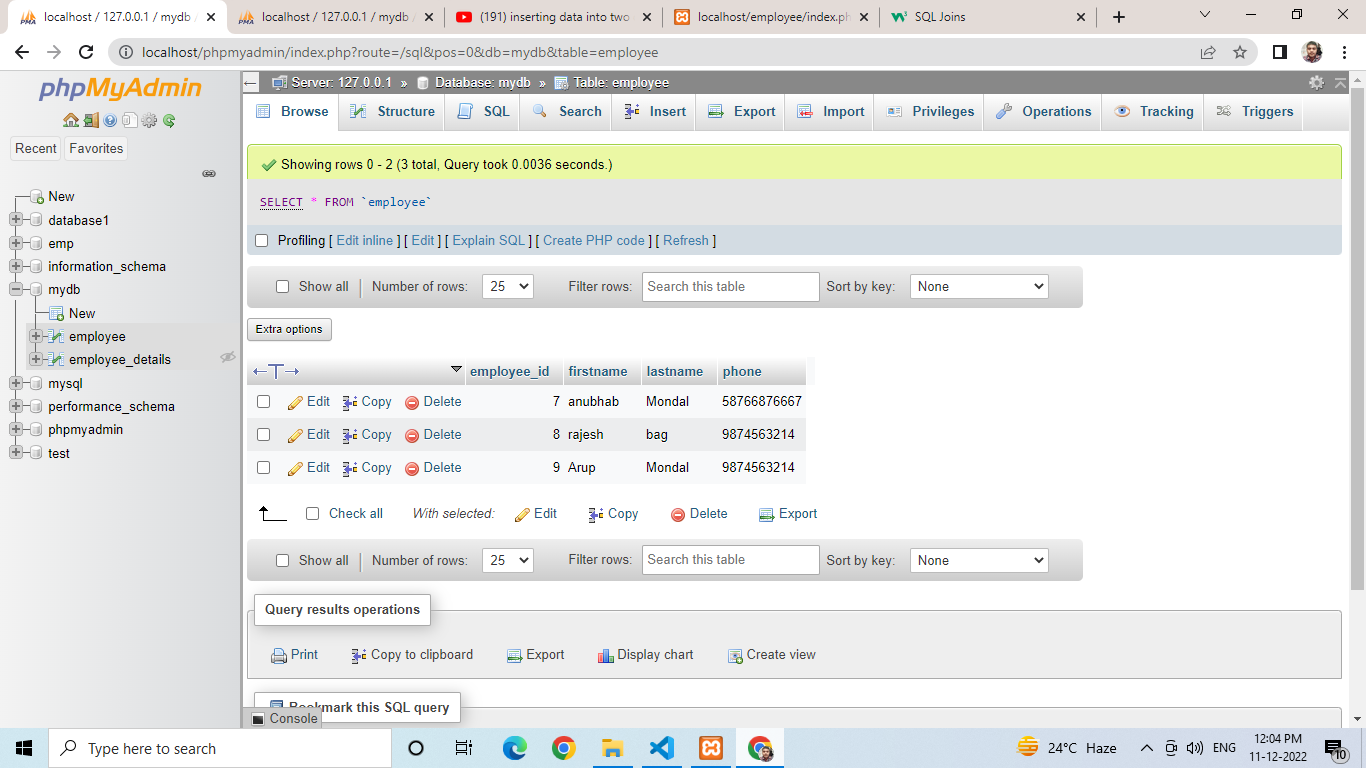 localhost / 127.0.0.1 / mydb
localhost / 127.0.0.1 / mydb
(191) inserting data into two
localhost/employee/index.ph
SQL Joins
localhost/phpmyadmin/index.php?route=/sql&pos=0&db=mydb&table=employee
phpMyAdmin
Recent
Favorites
New
database1
emp
information_schema
mydb
New
employee
employee_details
mysql
performance_schema
phpmyadmin
test
Server: 127.0.0.1 » Database: mydb » Table: employee
Browse Structure SQL Search Insert Export Import Privileges Operations Tracking Triggers
Showing rows 0 - 2 (3 total, Query took 0.0036 seconds.)
SELECT * FROM `employee`
Profiling [ Edit inline ] [ Edit ] [ Explain SQL ] [ Create PHP code ] [ Refresh ]
Show all Number of rows: 25 Filter rows: Search this table Sort by key: None
Extra options
employee_id firstname lastname phone
Edit Copy Delete 7 anubhab Mondal 58766876667
Edit Copy Delete 8 rajesh bag 9874563214
Edit Copy Delete 9 Arup Mondal 9874563214
Check all With selected: Edit Copy Delete Export
Show all Number of rows: 25 Filter rows: Search this table Sort by key: None
Query results operations
Print Copy to clipboard Export Display chart Create view
Bookmark this SQL query
Console
Type here to search
24°C Haze
ENG
12:04 PM
11-12-2022
10